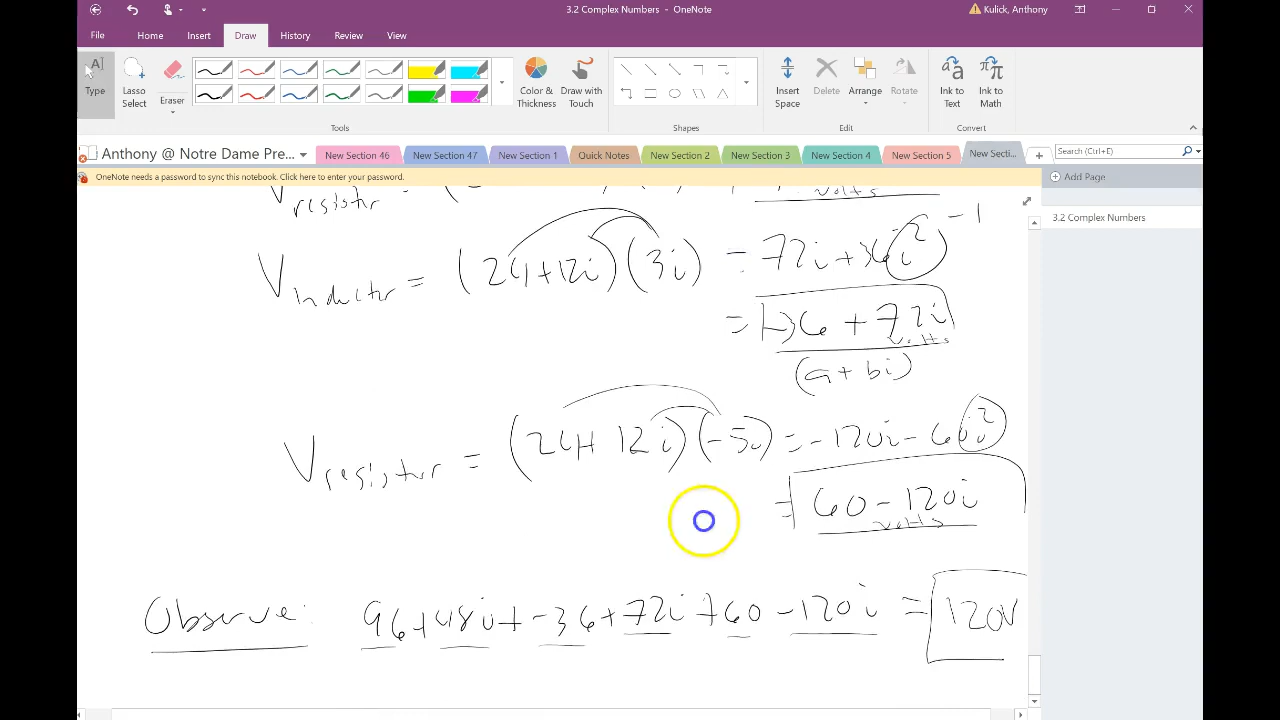 3.2 Complex Numbers - OneNote
Kulick, Anthony
File Home Insert Draw History Review View
Type
Lasso Select
Eraser
Color & Thickness
Draw with Touch
Insert Space
Delete
Arrange
Rotate
Ink to Text
Ink to Math
Tools
Shapes
Edit
Convert
Anthony @ Notre Dame Pre...
New Section 46
New Section 47
New Section 1
Quick Notes
New Section 2
New Section 3
New Section 4
New Section 5
New Secti...
Search (Ctrl+E)
OneNote needs a password to sync this notebook. Click here to enter your password.
Add Page
3.2 Complex Numbers
V resistor = volts
V inductor = (24+12i)(3i) = 72i+36i² -1
= -36 + 72i
volts
(a+bi)
V resistor = (24+12i)(-5i) = -120i - 60i²
= 60 - 120i
volts
Observe: 96+48i+ -36+72i+60 -120i = 120V